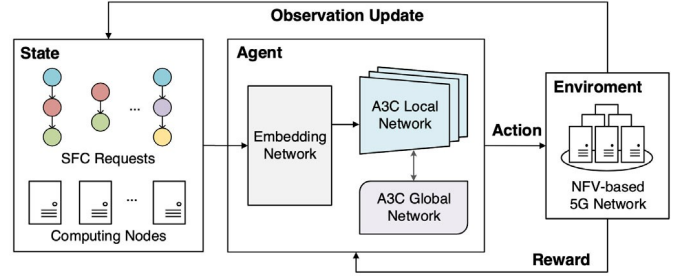 Observation Update
State
SFC Requests
...
Computing Nodes
...
Agent
Embedding
Network
A3C Local
Network
A3C Global
Network
Action
Enviroment
NFV-based
5G Network
Reward